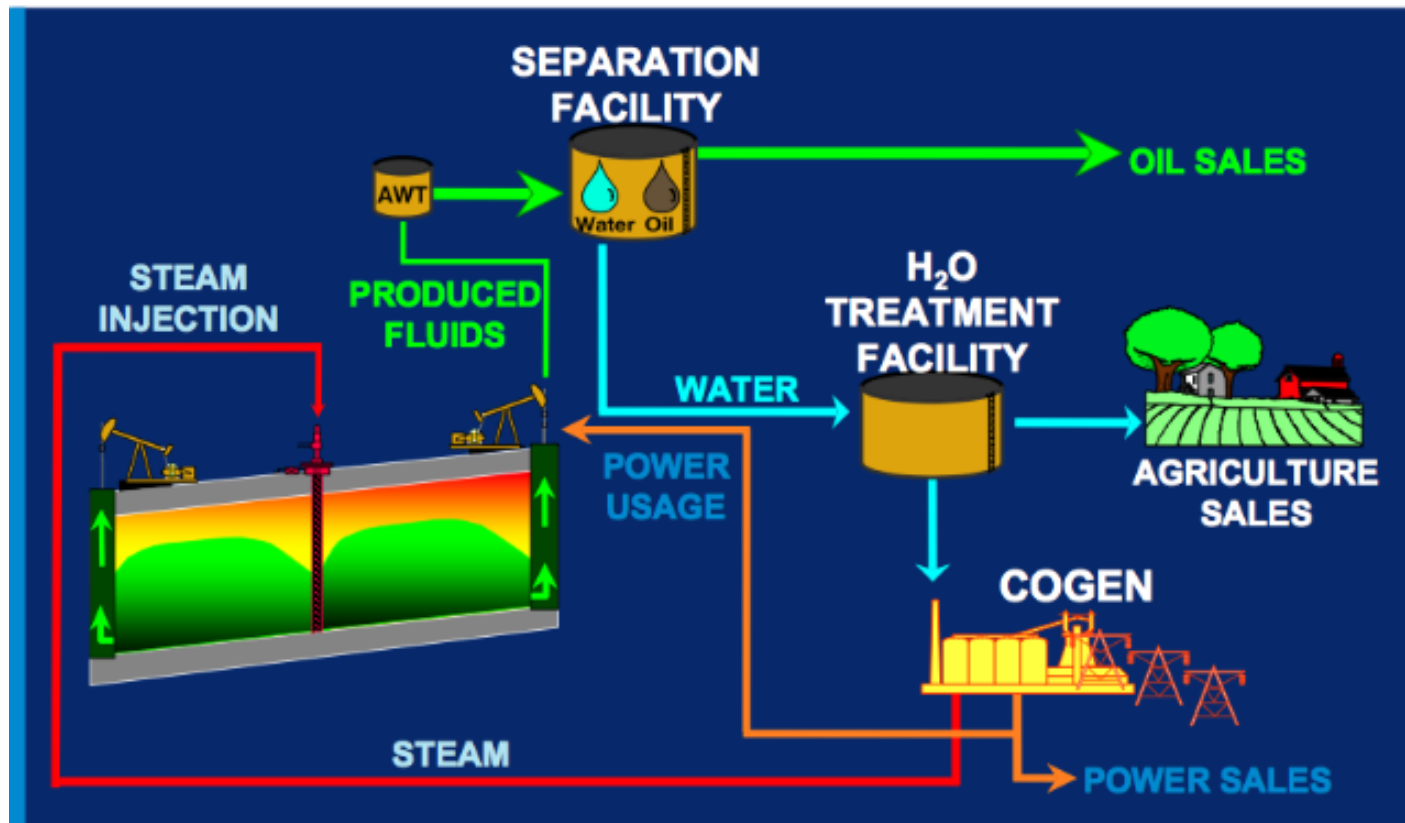 SEPARATION
FACILITY
OIL SALES
AWT
Water Oil
STEAM
INJECTION
PRODUCED
FLUIDS
H₂O
TREATMENT
FACILITY
WATER
POWER
USAGE
AGRICULTURE
SALES
COGEN
STEAM
POWER SALES